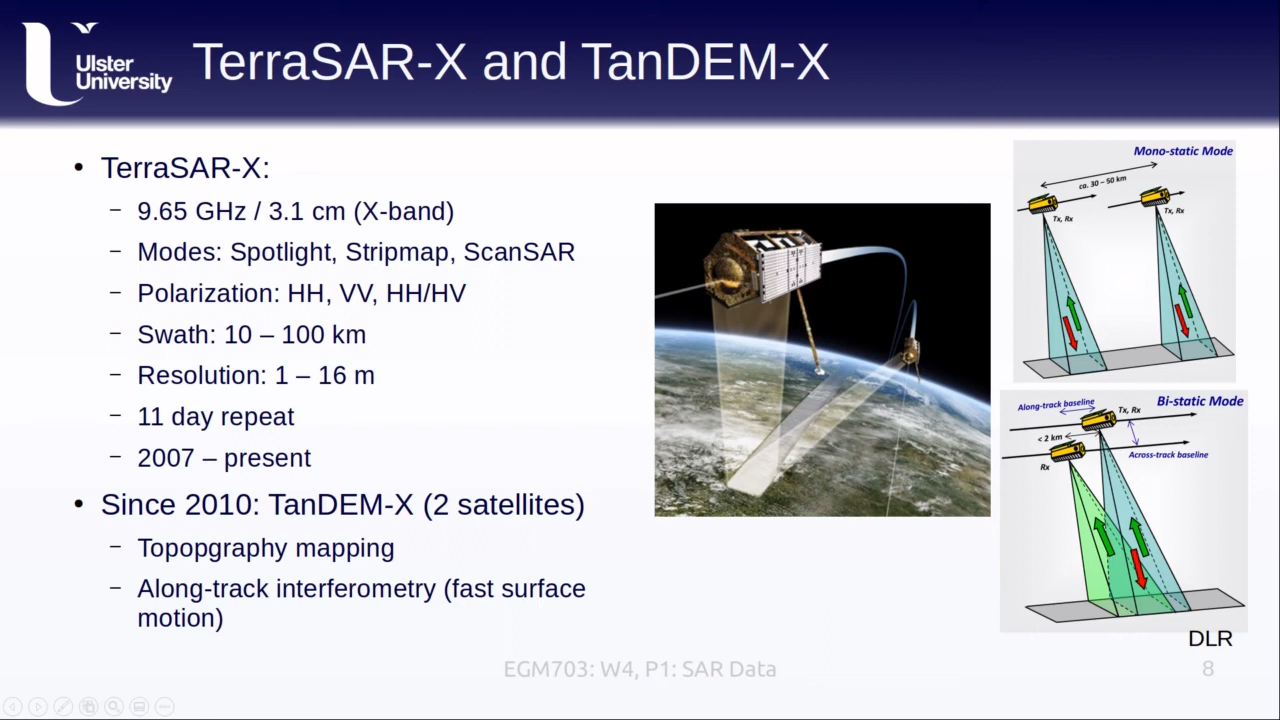 Ulster
University
TerraSAR-X and TanDEM-X
• TerraSAR-X:
– 9.65 GHz / 3.1 cm (X-band)
– Modes: Spotlight, Stripmap, ScanSAR
– Polarization: HH, VV, HH/HV
– Swath: 10 – 100 km
– Resolution: 1 – 16 m
– 11 day repeat
– 2007 – present
• Since 2010: TanDEM-X (2 satellites)
– Topopgraphy mapping
– Along-track interferometry (fast surface
motion)
Mono-static Mode
ca. 30 – 50 km
Tx, Rx
Tx, Rx
Bi-static Mode
Along-track baseline
Tx, Rx
< 2 km
Across-track baseline
Rx
DLR
EGM703: W4, P1: SAR Data
8